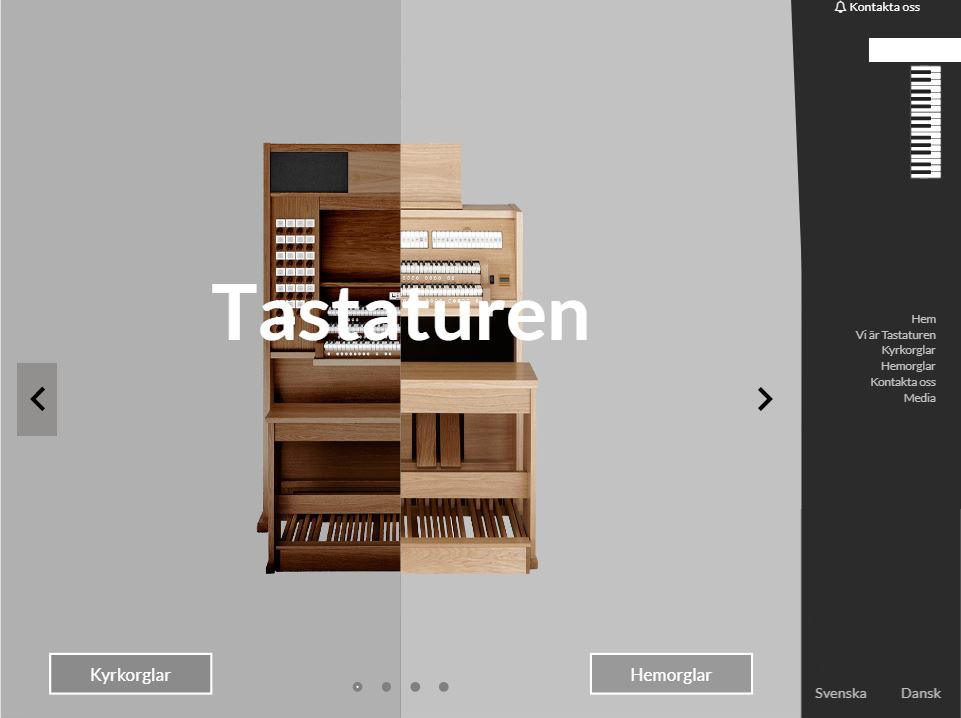 Kontakta oss
Tastaturen
Hem
Vi är Tastaturen
Kyrkorglar
Hemorglar
Kontakta oss
Media
Kyrkorglar
Hemorglar
Svenska
Dansk